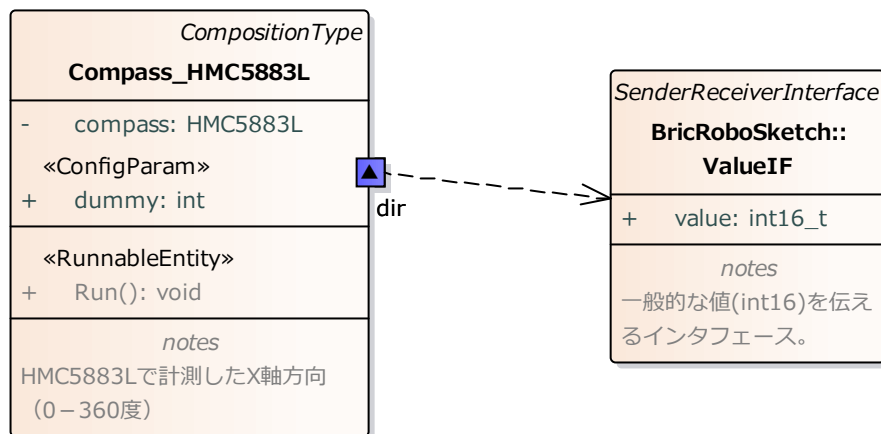 CompositionType
Compass_HMC5883L
- compass: HMC5883L
«ConfigParam»
+ dummy: int
«RunnableEntity»
+ Run(): void
notes
HMC5883Lで計測したX軸方向
（0－360度）
dir
SenderReceiverInterface
BricRoboSketch::
ValueIF
+ value: int16_t
notes
一般的な値(int16)を伝え
るインタフェース。